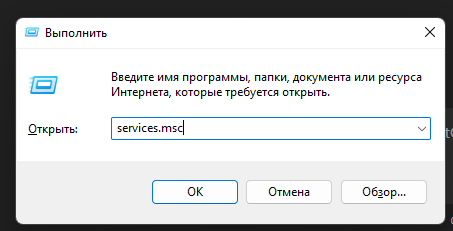 Выполнить
Введите имя программы, папки, документа или ресурса
Интернета, которые требуется открыть.
Открыть: services.msc
OK Отмена Обзор...